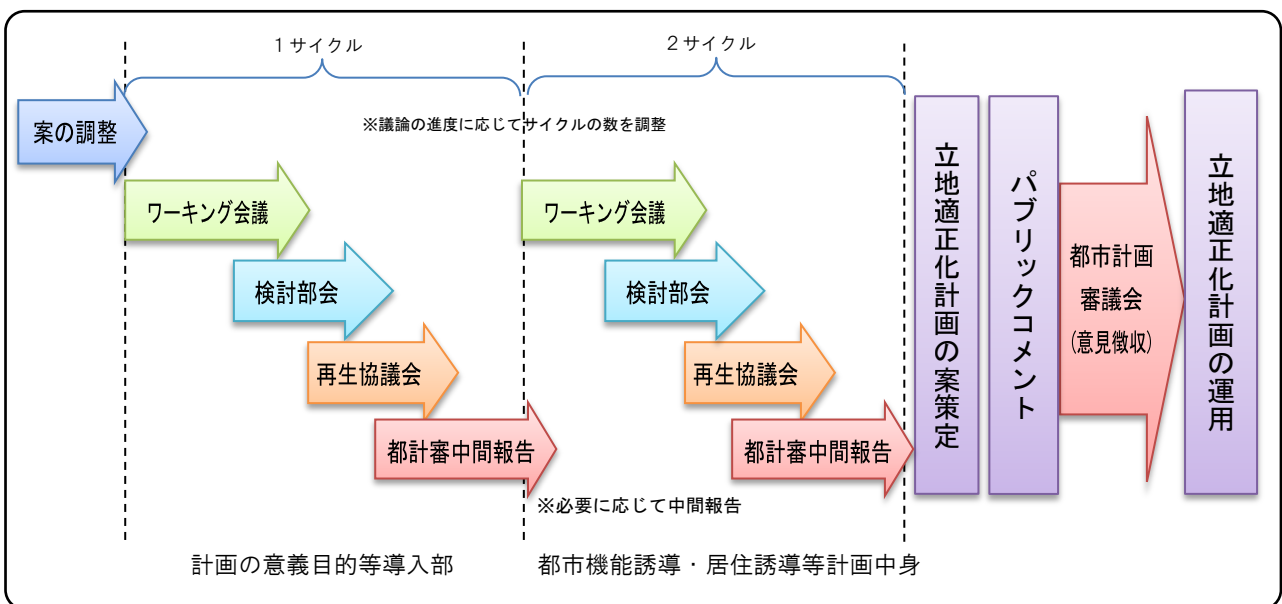 １サイクル
２サイクル
案の調整
※議論の進度に応じてサイクルの数を調整
ワーキング会議
検討部会
再生協議会
都計審中間報告
ワーキング会議
検討部会
再生協議会
都計審中間報告
※必要に応じて中間報告
計画の意義目的等導入部
都市機能誘導・居住誘導等計画中身
立地適正化計画の案策定
パブリックコメント
都市計画
審議会
(意見徴収)
立地適正化計画の運用